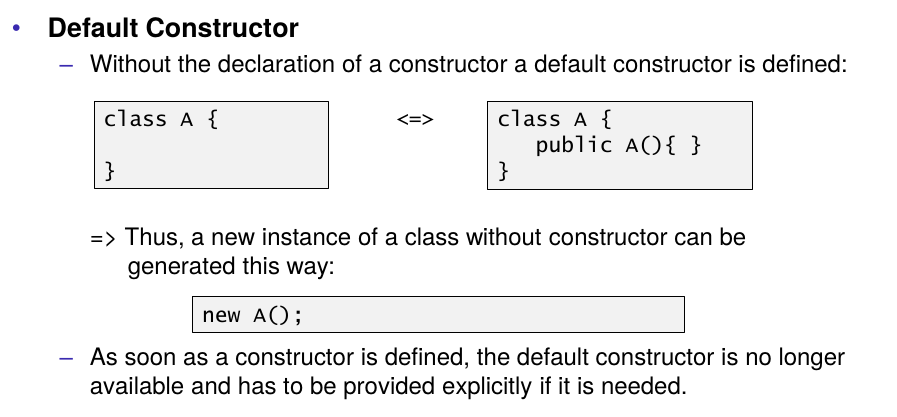 • Default Constructor
– Without the declaration of a constructor a default constructor is defined:
class A { <=> class A {
public A(){ }
} }
=> Thus, a new instance of a class without constructor can be
generated this way:
new A();
– As soon as a constructor is defined, the default constructor is no longer
available and has to be provided explicitly if it is needed.